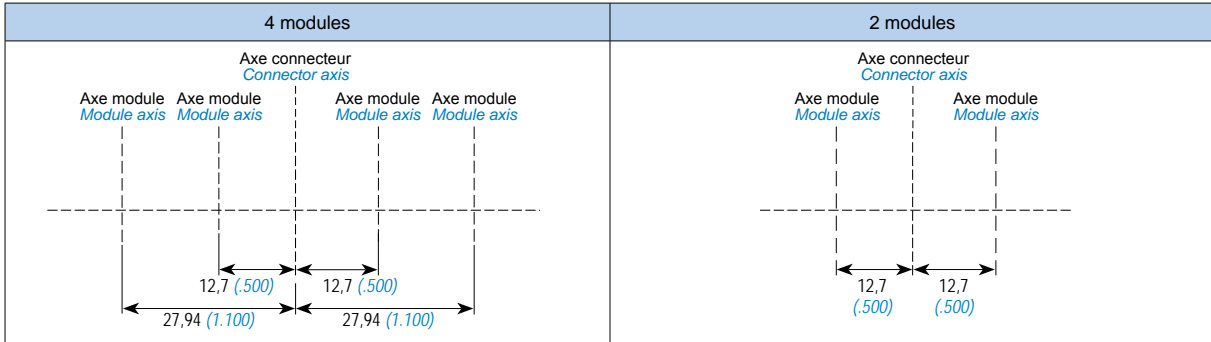 4 modules
2 modules
Axe connecteur
Connector axis
Axe module Axe module Axe module Axe module
Module axis Module axis Module axis Module axis
12,7 (.500) 12,7 (.500)
27,94 (1.100) 27,94 (1.100)
Axe connecteur
Connector axis
Axe module Axe module
Module axis Module axis
12,7 12,7
(.500) (.500)